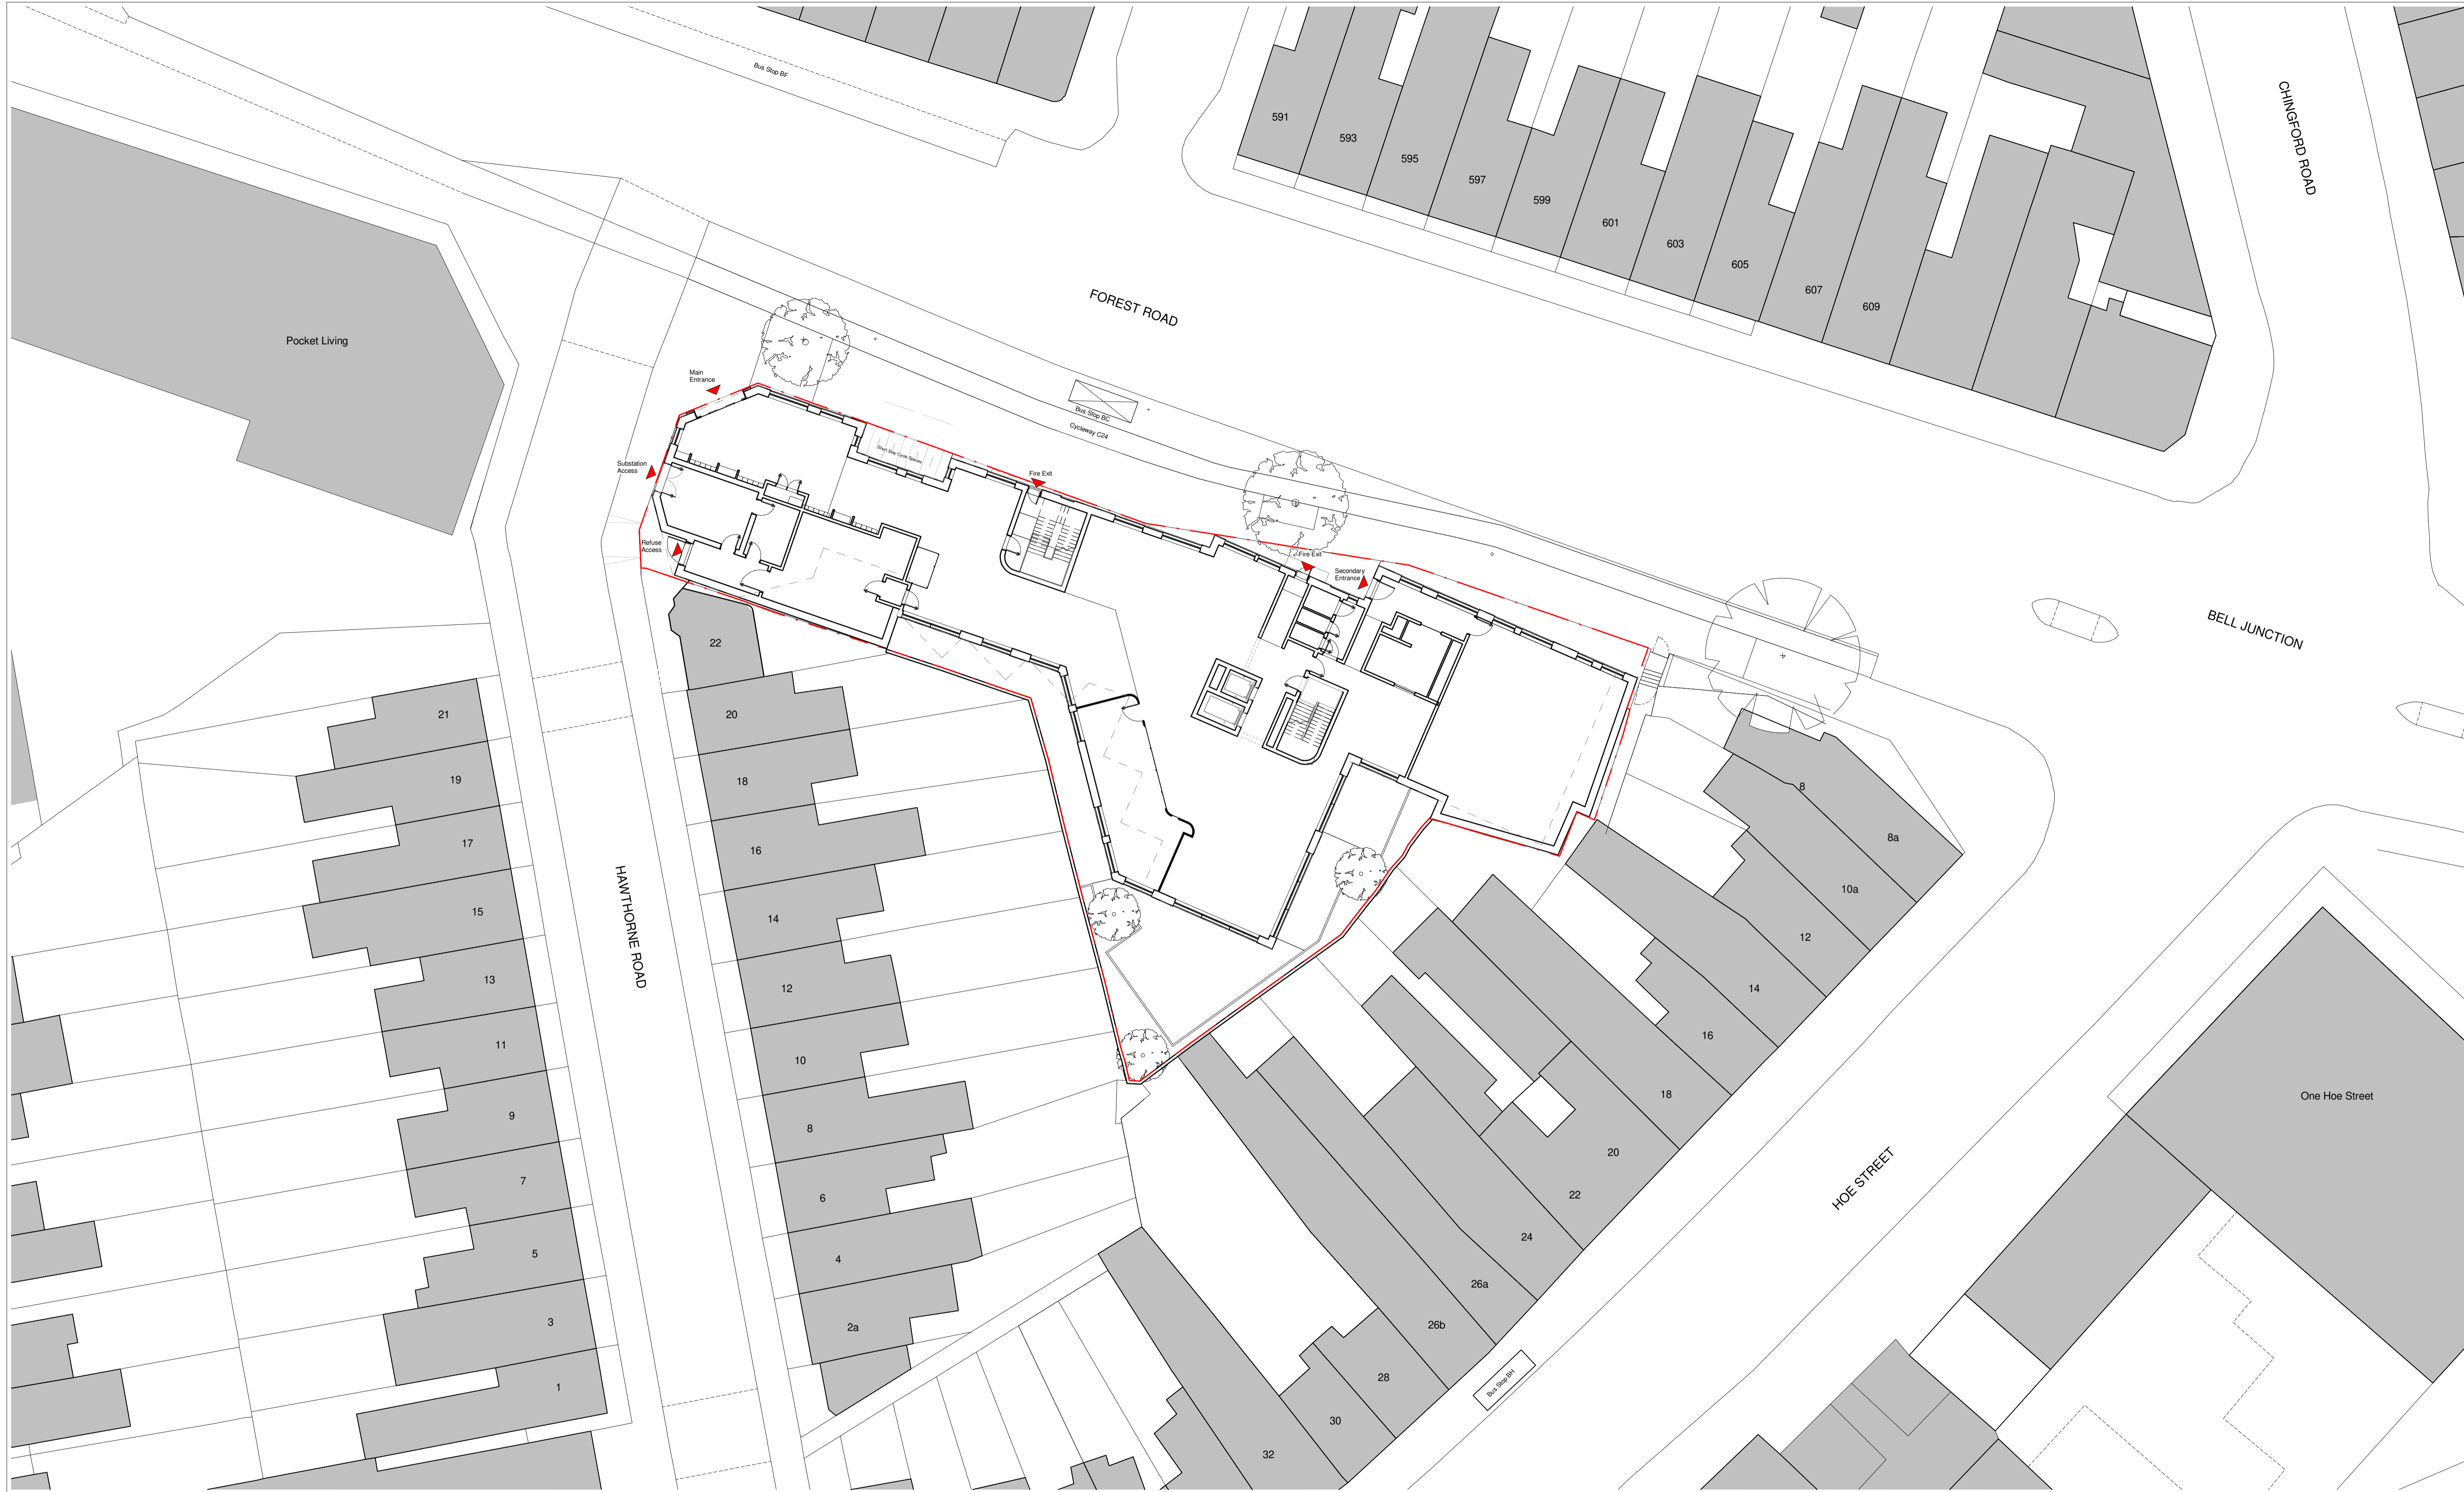 Bus Stop BF
CHINGFORD ROAD
591
593
595
597
599
601
603
605
607
609
FOREST ROAD
Pocket Living
Main
Entrance
Bus Stop BC
Cycleway C24
Short Stay Cycle Spaces
Substation
Access
Fire Exit
Refuse
Access
Fire Exit
Secondary
Entrance
BELL JUNCTION
22
21
20
19
18
17
16
15
14
13
12
11
10
9
8
7
6
5
4
3
2a
1
HAWTHORNE ROAD
8
8a
10a
12
14
16
18
20
22
24
26a
26b
28
30
32
HOE STREET
One Hoe Street
Bus Stop BH